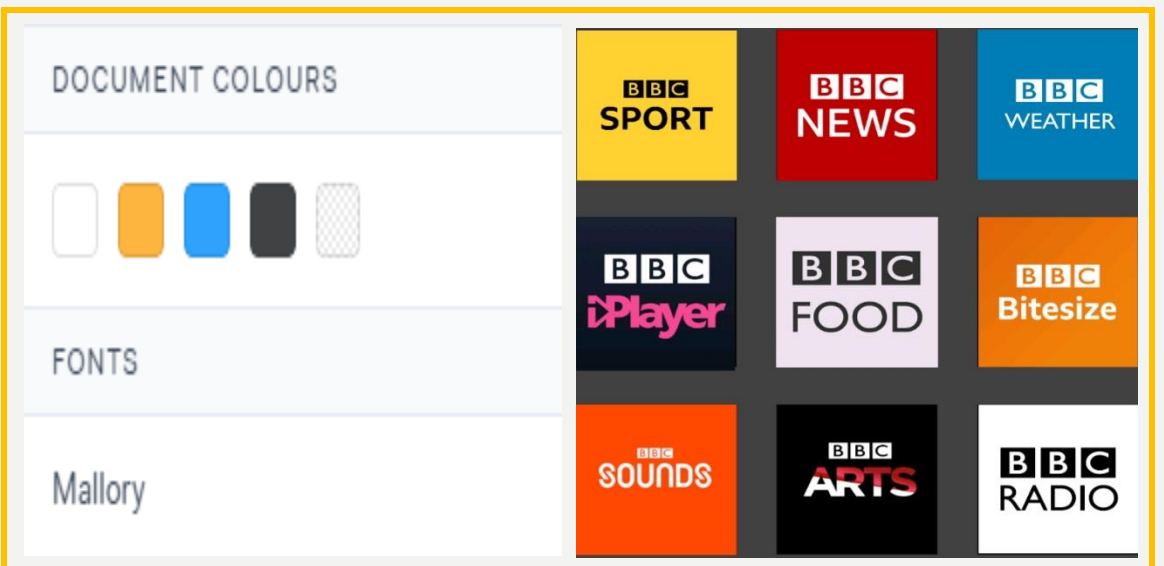 DOCUMENT COLOURS
FONTS
Mallory
BBC
SPORT
BBC
NEWS
BBC
WEATHER
BBC
iPlayer
BBC
FOOD
BBC
Bitesize
BBC
SOUNDS
BBC
ARTS
BBC
RADIO